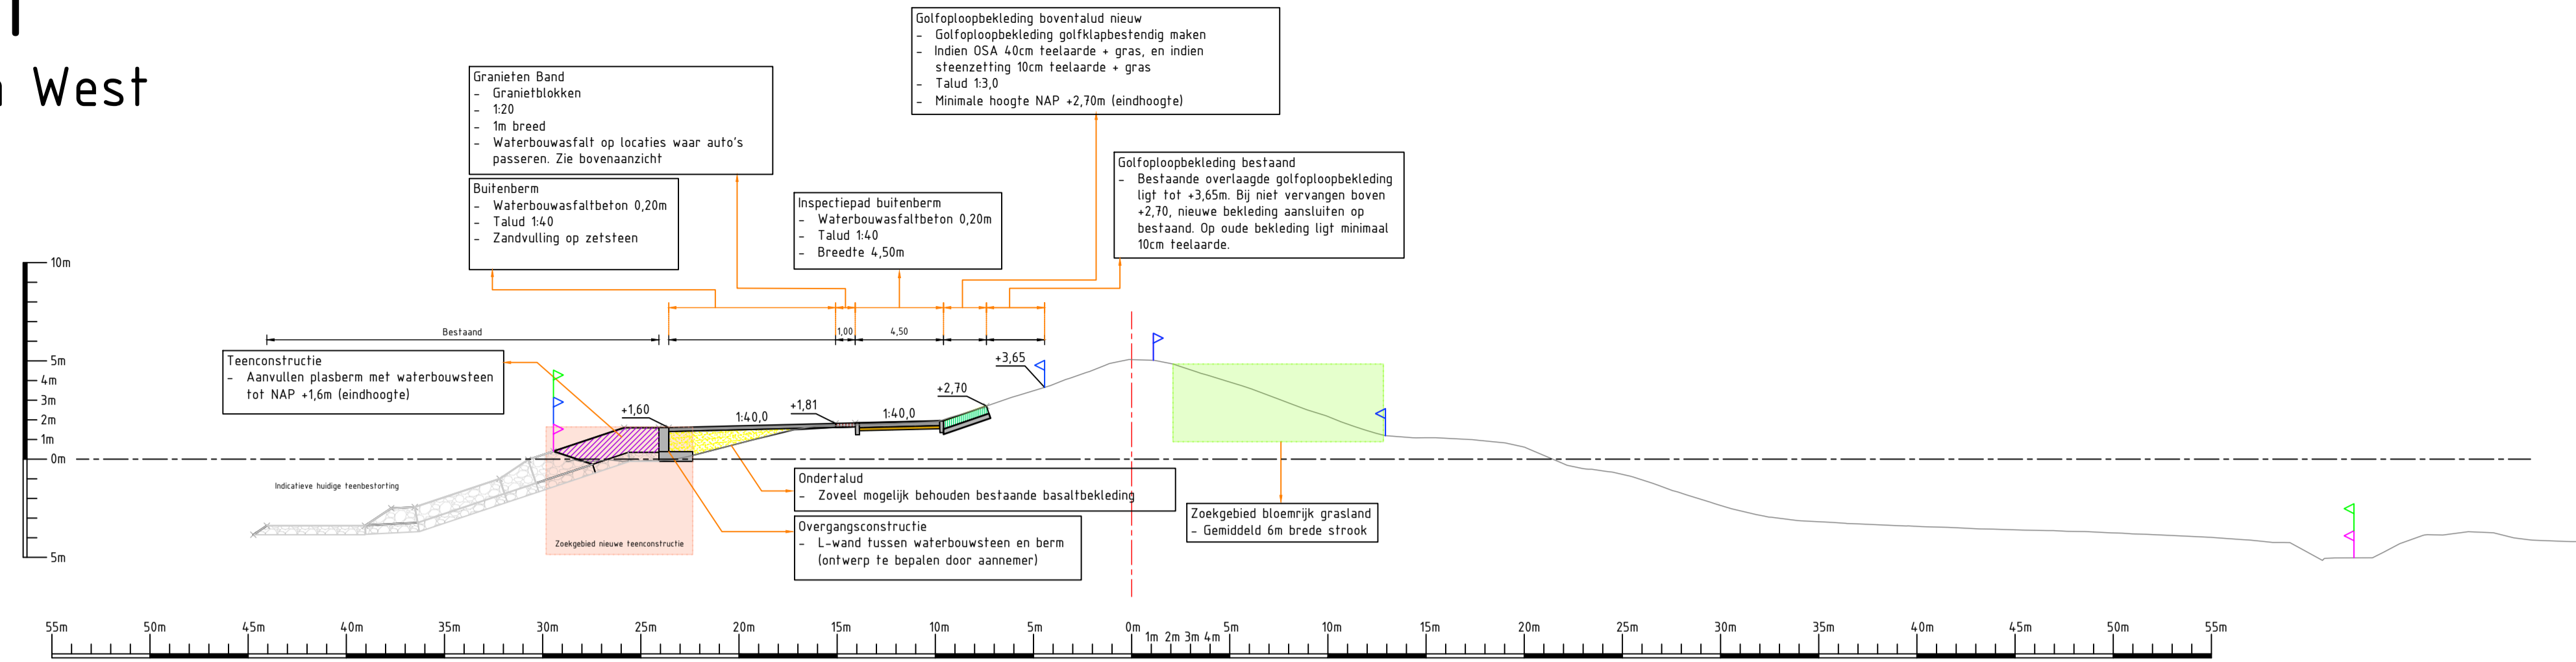 West
Golfoploopbekleding boventalud nieuw
- Golfoploopbekleding golfklapbestendig maken
- Indien OSA 40cm teelaarde + gras, en indien
steenzetting 10cm teelaarde + gras
- Talud 1:3,0
- Minimale hoogte NAP +2,70m (eindhoogte)
Granieten Band
- Granietblokken
- 1:20
- 1m breed
- Waterbouwasfalt op locaties waar auto's
passeren. Zie bovenaanzicht
Buitenberm
- Waterbouwasfaltbeton 0,20m
- Talud 1:40
- Zandvulling op zetsteen
Inspectiepad buitenberm
- Waterbouwasfaltbeton 0,20m
- Talud 1:40
- Breedte 4,50m
Golfoploopbekleding bestaand
- Bestaande overlaagde golfoploopbekleding
ligt tot +3,65m. Bij niet vervangen boven
+2,70, nieuwe bekleding aansluiten op
bestaand. Op oude bekleding ligt minimaal
10cm teelaarde.
10m
5m
4m
3m
2m
1m
0m
5m
Bestaand
1,00
4,50
Teenconstructie
- Aanvullen plasberm met waterbouwsteen
tot NAP +1,6m (eindhoogte)
+1,60
1:40,0
+1,81
1:40,0
+2,70
+3,65
Indicatieve huidige teenbestorting
Zoekgebied nieuwe teenconstructie
Ondertalud
- Zoveel mogelijk behouden bestaande basaltbekleding
Overgangsconstructie
- L-wand tussen waterbouwsteen en berm
(ontwerp te bepalen door aannemer)
Zoekgebied bloemrijk grasland
- Gemiddeld 6m brede strook
55m 50m 45m 40m 35m 30m 25m 20m 15m 10m 5m 0m 5m 10m 15m 20m 25m 30m 35m 40m 45m 50m 55m
1m 2m 3m 4m